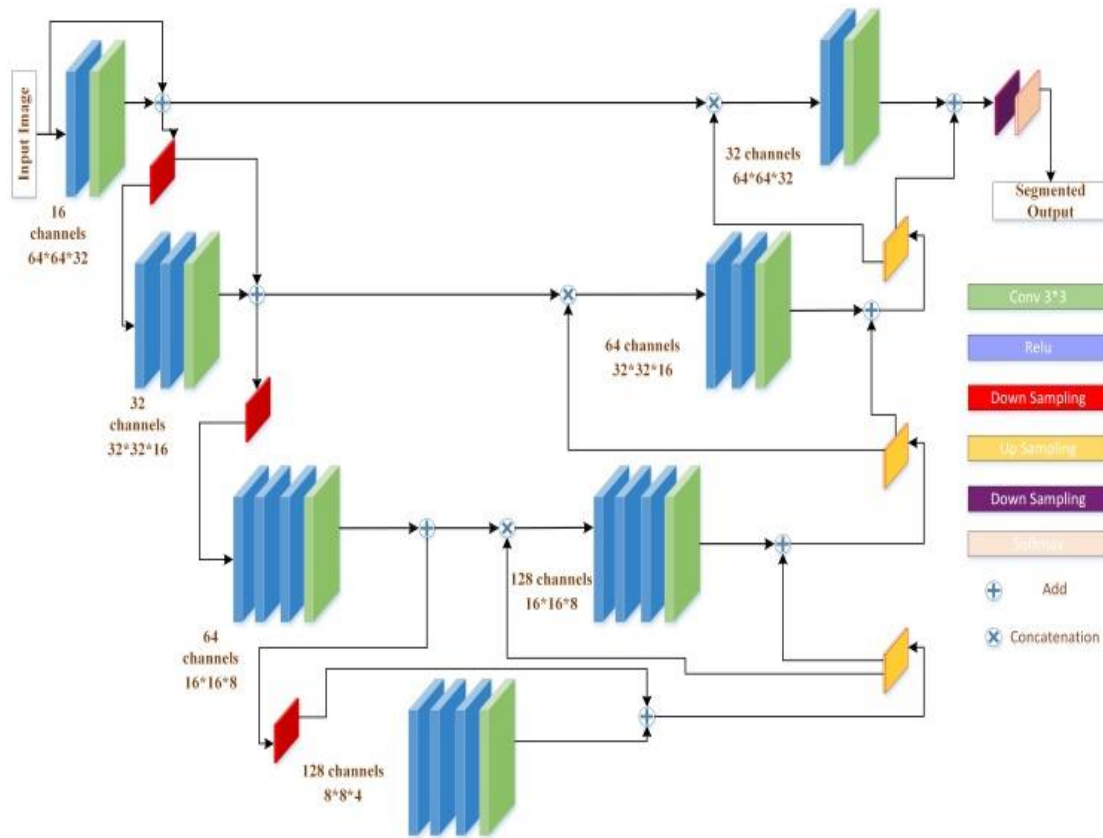 Input Image
16
channels
64*64*32
32 channels
64*64*32
Segmented
Output
32
channels
32*32*16
64 channels
32*32*16
64
channels
16*16*8
128 channels
16*16*8
128 channels
8*8*4
Conv 3*3
Relu
Down Sampling
Up Sampling
Down Sampling
Softmax
Add
Concatenation